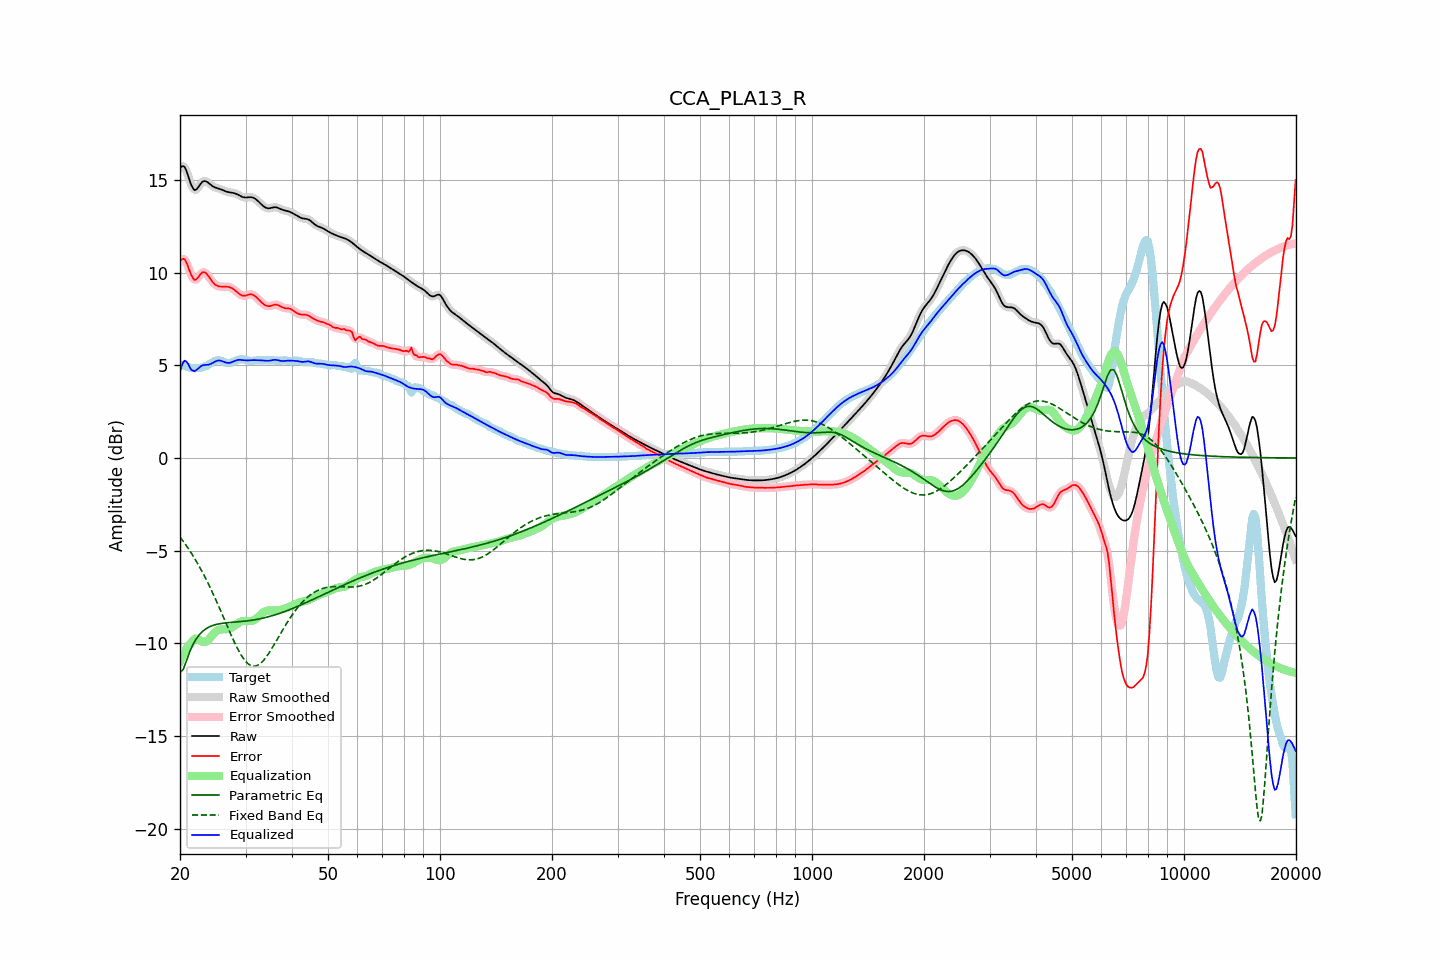 CCA_PLA13_R
Amplitude (dBr)
15
10
5
0
−5
−10
−15
−20
Target
Raw Smoothed
Error Smoothed
Raw
Error
Equalization
Parametric Eq
Fixed Band Eq
Equalized
20 50 100 200 500 1000 2000 5000 10000 20000
Frequency (Hz)